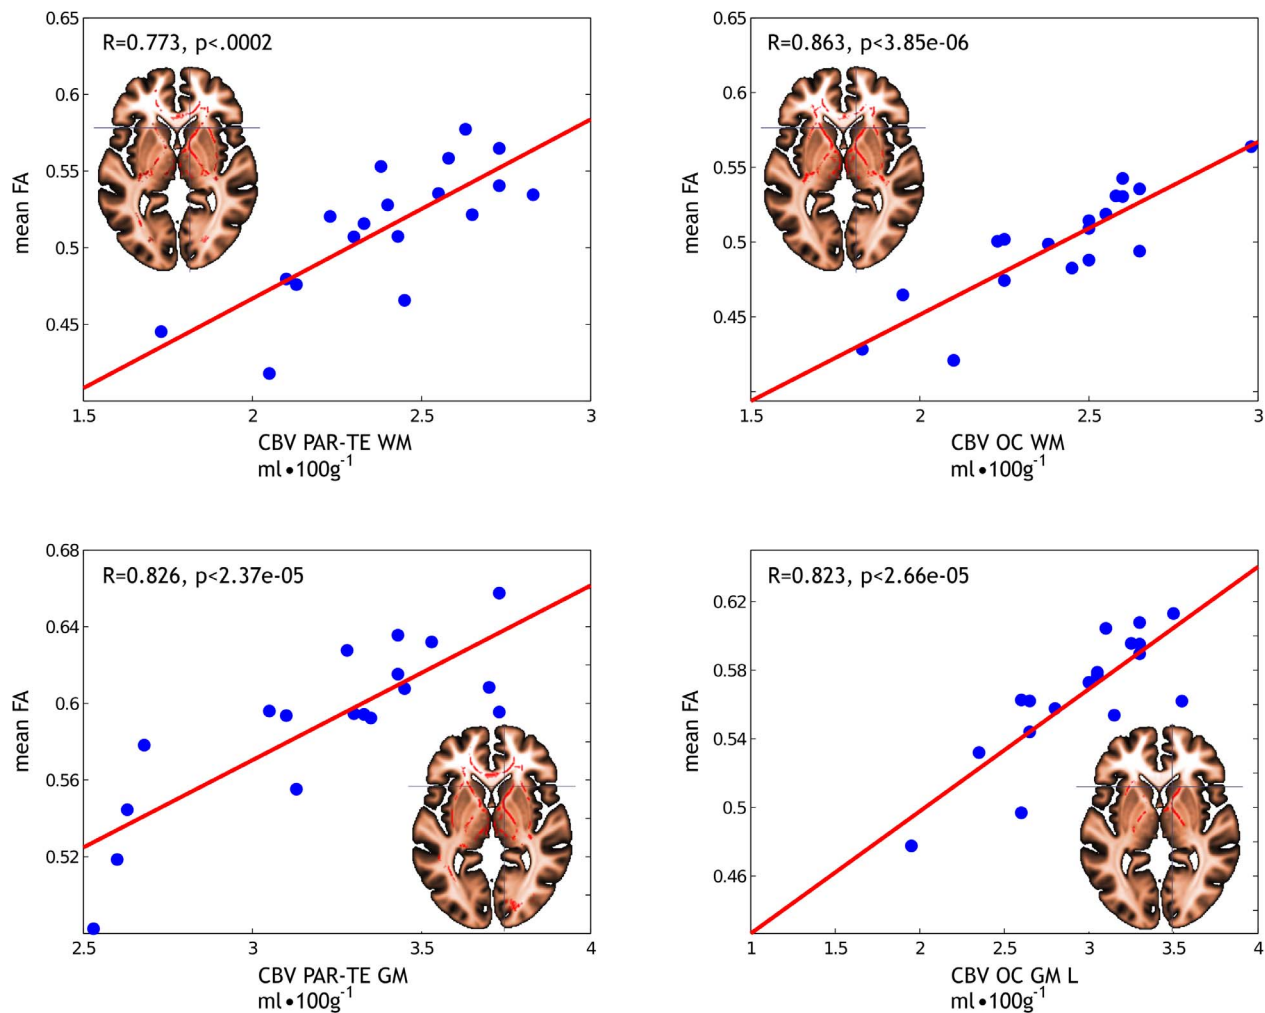 0.65
R=0.773, p<.0002
0.6
0.55
0.5
0.45
mean FA
1.5 2 2.5 3
CBV PAR-TE WM
ml•100g-1
0.65
R=0.863, p<3.85e-06
0.6
0.55
0.5
0.45
mean FA
1.5 2 2.5 3
CBV OC WM
ml•100g-1
0.68
R=0.826, p<2.37e-05
0.64
0.6
0.56
0.52
mean FA
2.5 3 3.5 4
CBV PAR-TE GM
ml•100g-1
R=0.823, p<2.66e-05
0.62
0.58
0.54
0.5
0.46
mean FA
1 1.5 2 2.5 3 3.5 4
CBV OC GM L
ml•100g-1